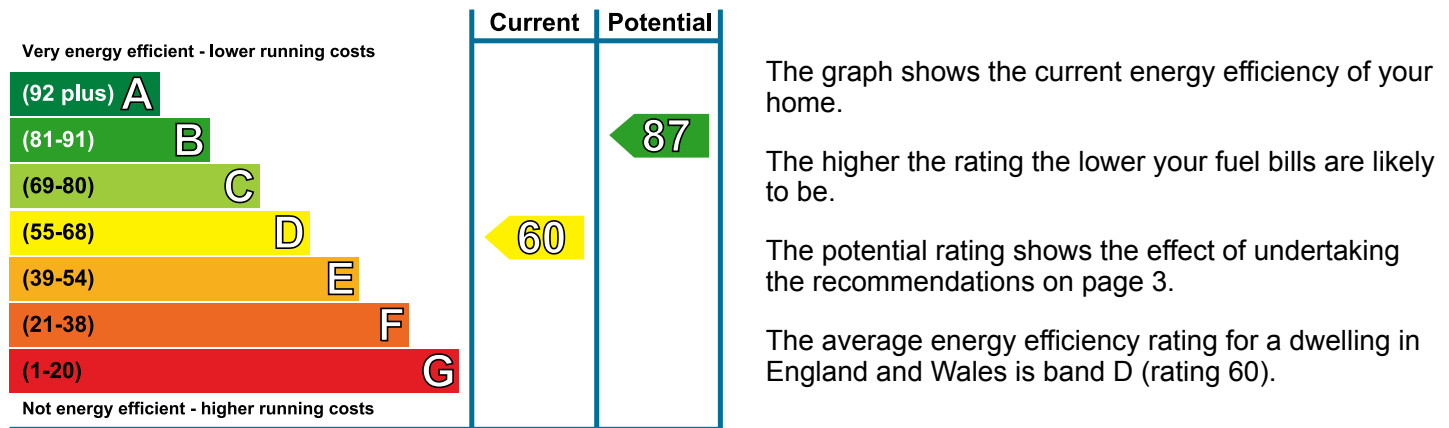 Current Potential
Very energy efficient - lower running costs
(92 plus) A
(81-91) B
87
(69-80) C
(55-68) D
60
(39-54) E
(21-38) F
(1-20) G
Not energy efficient - higher running costs
The graph shows the current energy efficiency of your
home.
The higher the rating the lower your fuel bills are likely
to be.
The potential rating shows the effect of undertaking
the recommendations on page 3.
The average energy efficiency rating for a dwelling in
England and Wales is band D (rating 60).